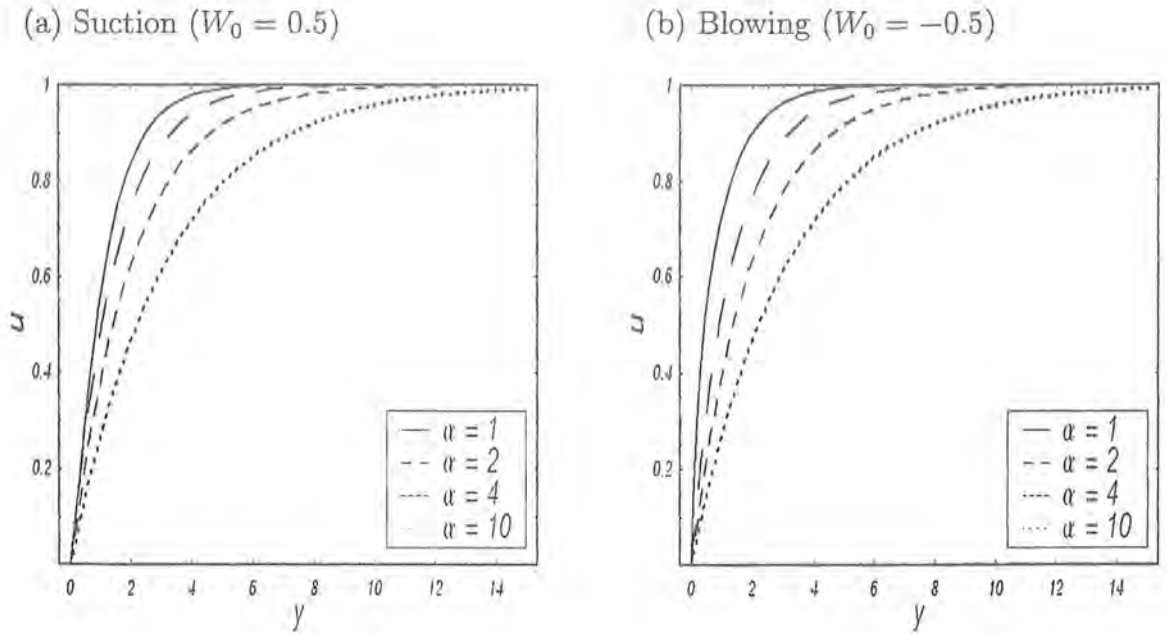 (a) Suction (W₀ = 0.5)
(b) Blowing (W₀ = −0.5)
1
0.8
0.6
0.4
0.2
u
0 2 4 6 8 10 12 14
y
α = 1
α = 2
α = 4
α = 10
1
0.8
0.6
0.4
0.2
u
0 2 4 6 8 10 12 14
y
α = 1
α = 2
α = 4
α = 10